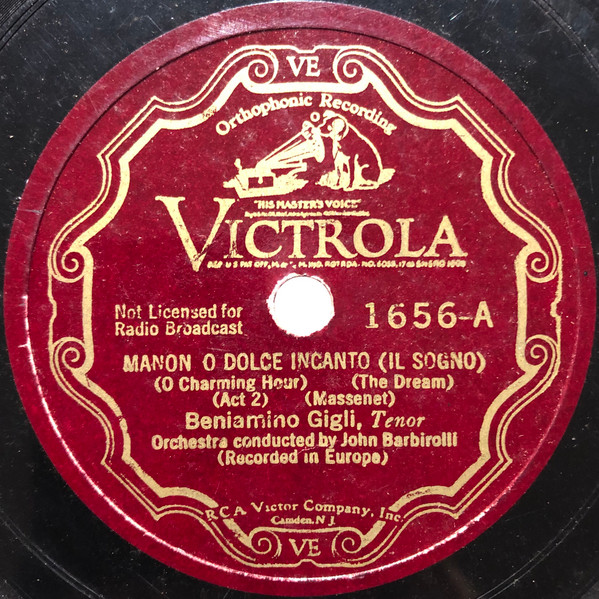 VE
Orthophonic Recording
"HIS MASTER'S VOICE"
VICTROLA
Not Licensed for
Radio Broadcast
1656-A
MANON O DOLCE INCANTO (IL SOGNO)
(O Charming Hour) (The Dream)
(Act 2) (Massenet)
Beniamino Gigli, Tenor
Orchestra conducted by John Barbirolli
(Recorded in Europe)
RCA Victor Company, Inc.
Camden, N J.
VE